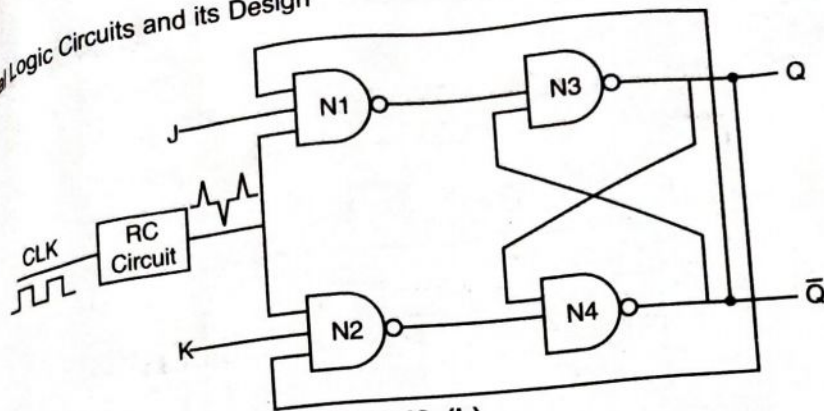 Logic Circuits and its Design
N1
N3
Q
J
CLK
RC
Circuit
N2
N4
Q̅
K
(b)